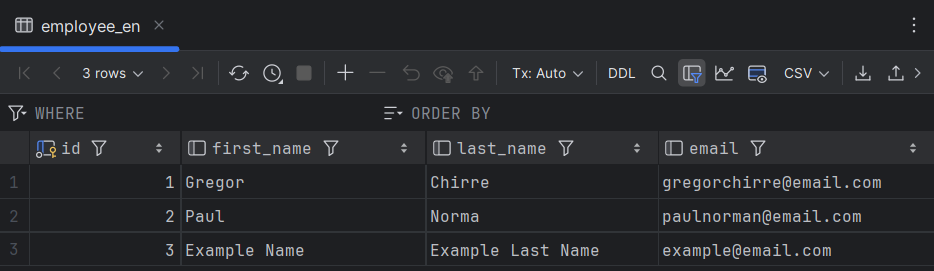 employee_en
3 rows Tx: Auto DDL CSV
WHERE ORDER BY
id first_name last_name email
1 1 Gregor Chirre gregorchirre@email.com
2 2 Paul Norma paulnorman@email.com
3 3 Example Name Example Last Name example@email.com